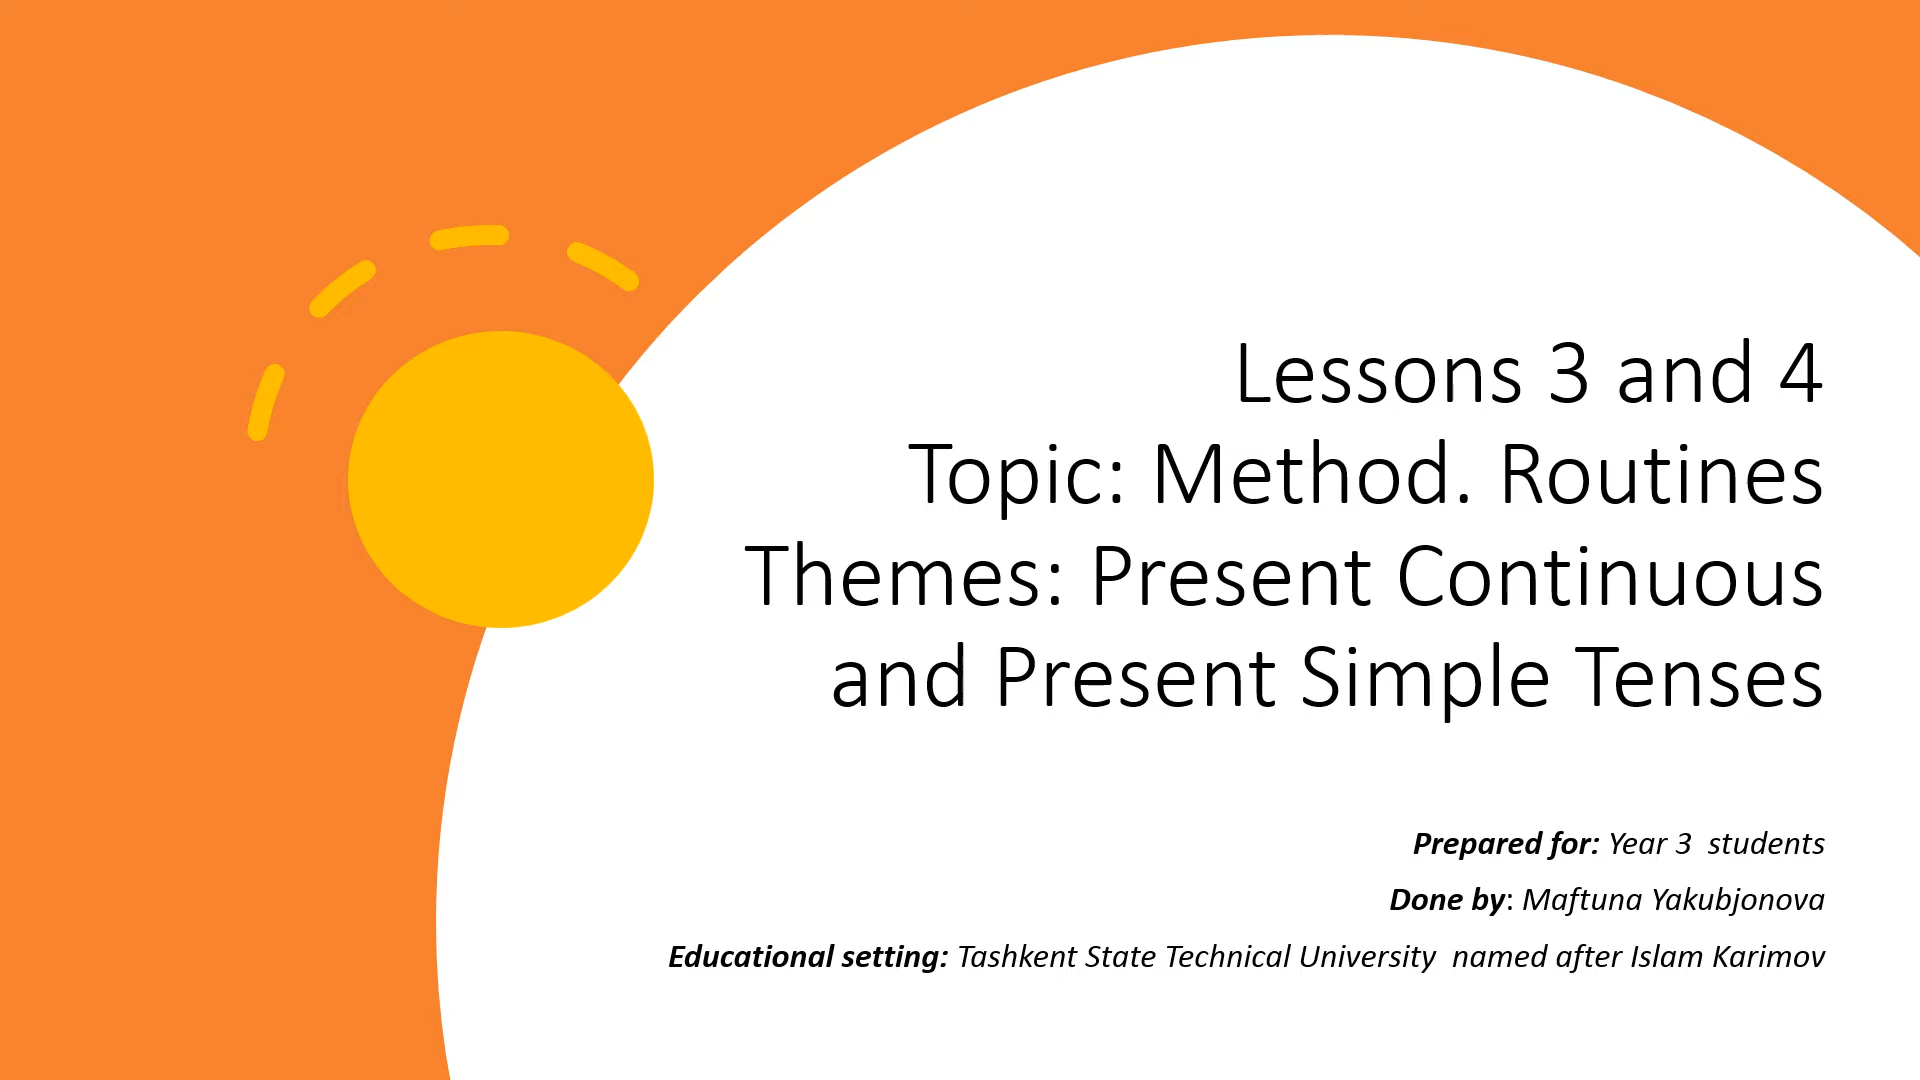 Lessons 3 and 4
Topic: Method. Routines
Themes: Present Continuous
and Present Simple Tenses
Prepared for: Year 3  students
Done by: Maftuna Yakubjonova
Educational setting: Tashkent State Technical University  named after Islam Karimov